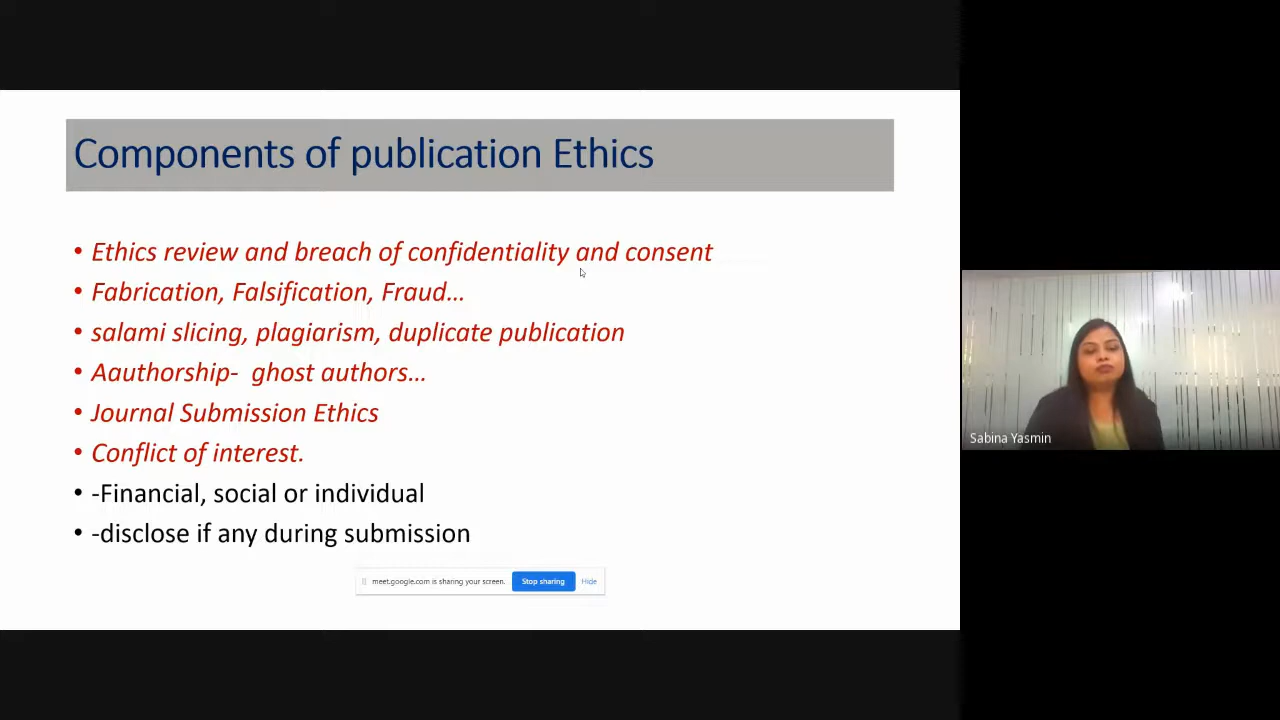 Components of publication Ethics
• Ethics review and breach of confidentiality and consent
• Fabrication, Falsification, Fraud...
• salami slicing, plagiarism, duplicate publication
• Aauthorship- ghost authors...
• Journal Submission Ethics
• Conflict of interest.
• -Financial, social or individual
• -disclose if any during submission
meet.google.com is sharing your screen. Stop sharing Hide
Sabina Yasmin